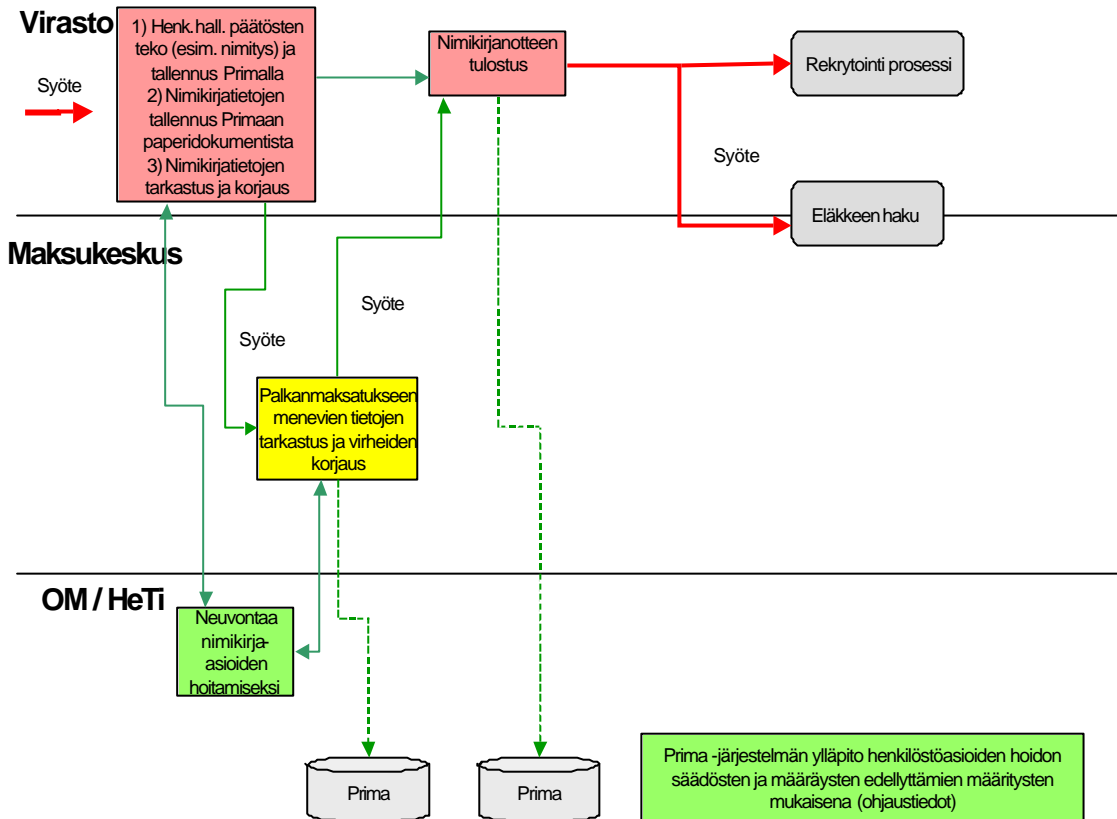 Virasto
Syöte
1) Henk.hall. päätösten
teko (esim. nimitys) ja
tallennus Primalla
2) Nimikirjatietojen
tallennus Primaan
paperidokumentista
3) Nimikirjatietojen
tarkastus ja korjaus
Nimikirjanotteen
tulostus
Rekrytointi prosessi
Syöte
Eläkkeen haku
Maksukeskus
Syöte
Syöte
Palkanmaksatukseen
menevien tietojen
tarkastus ja virheiden
korjaus
OM / HeTi
Neuvontaa
nimikirja-
asioiden
hoitamiseksi
Prima
Prima
Prima -järjestelmän ylläpito henkilöstöasioiden hoidon
säädösten ja määräysten edellyttämien määritysten
mukaisena (ohjaustiedot)